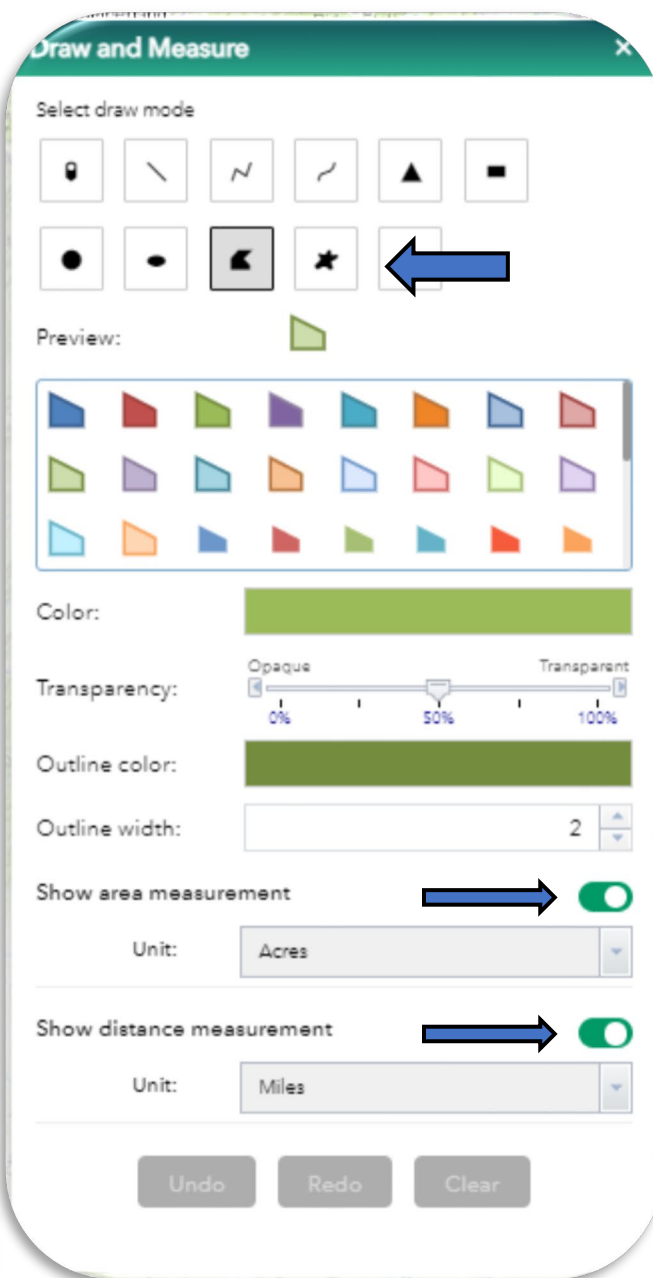 Draw and Measure ×
Select draw mode
Preview:
Color:
Opaque Transparent
Transparency:
0% 50% 100%
Outline color:
Outline width: 2
Show area measurement
Unit: Acres
Show distance measurement
Unit: Miles
Undo Redo Clear